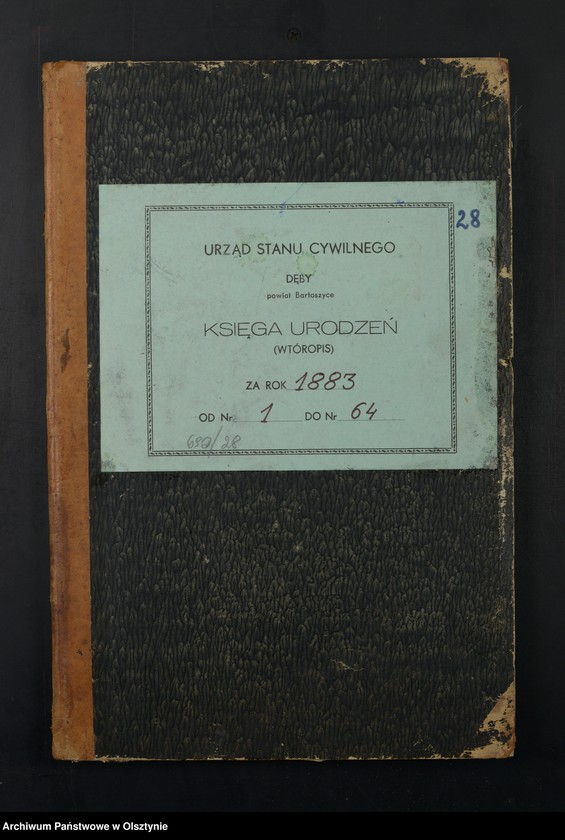 28
URZĄD STANU CYWILNEGO
DĘBY
powiat Bartoszyce
KSIĘGA URODZEŃ
(WTÓROPIS)
ZA ROK 1883
OD Nr 1 DO Nr 64
690/28
Archiwum Państwowe w Olsztynie